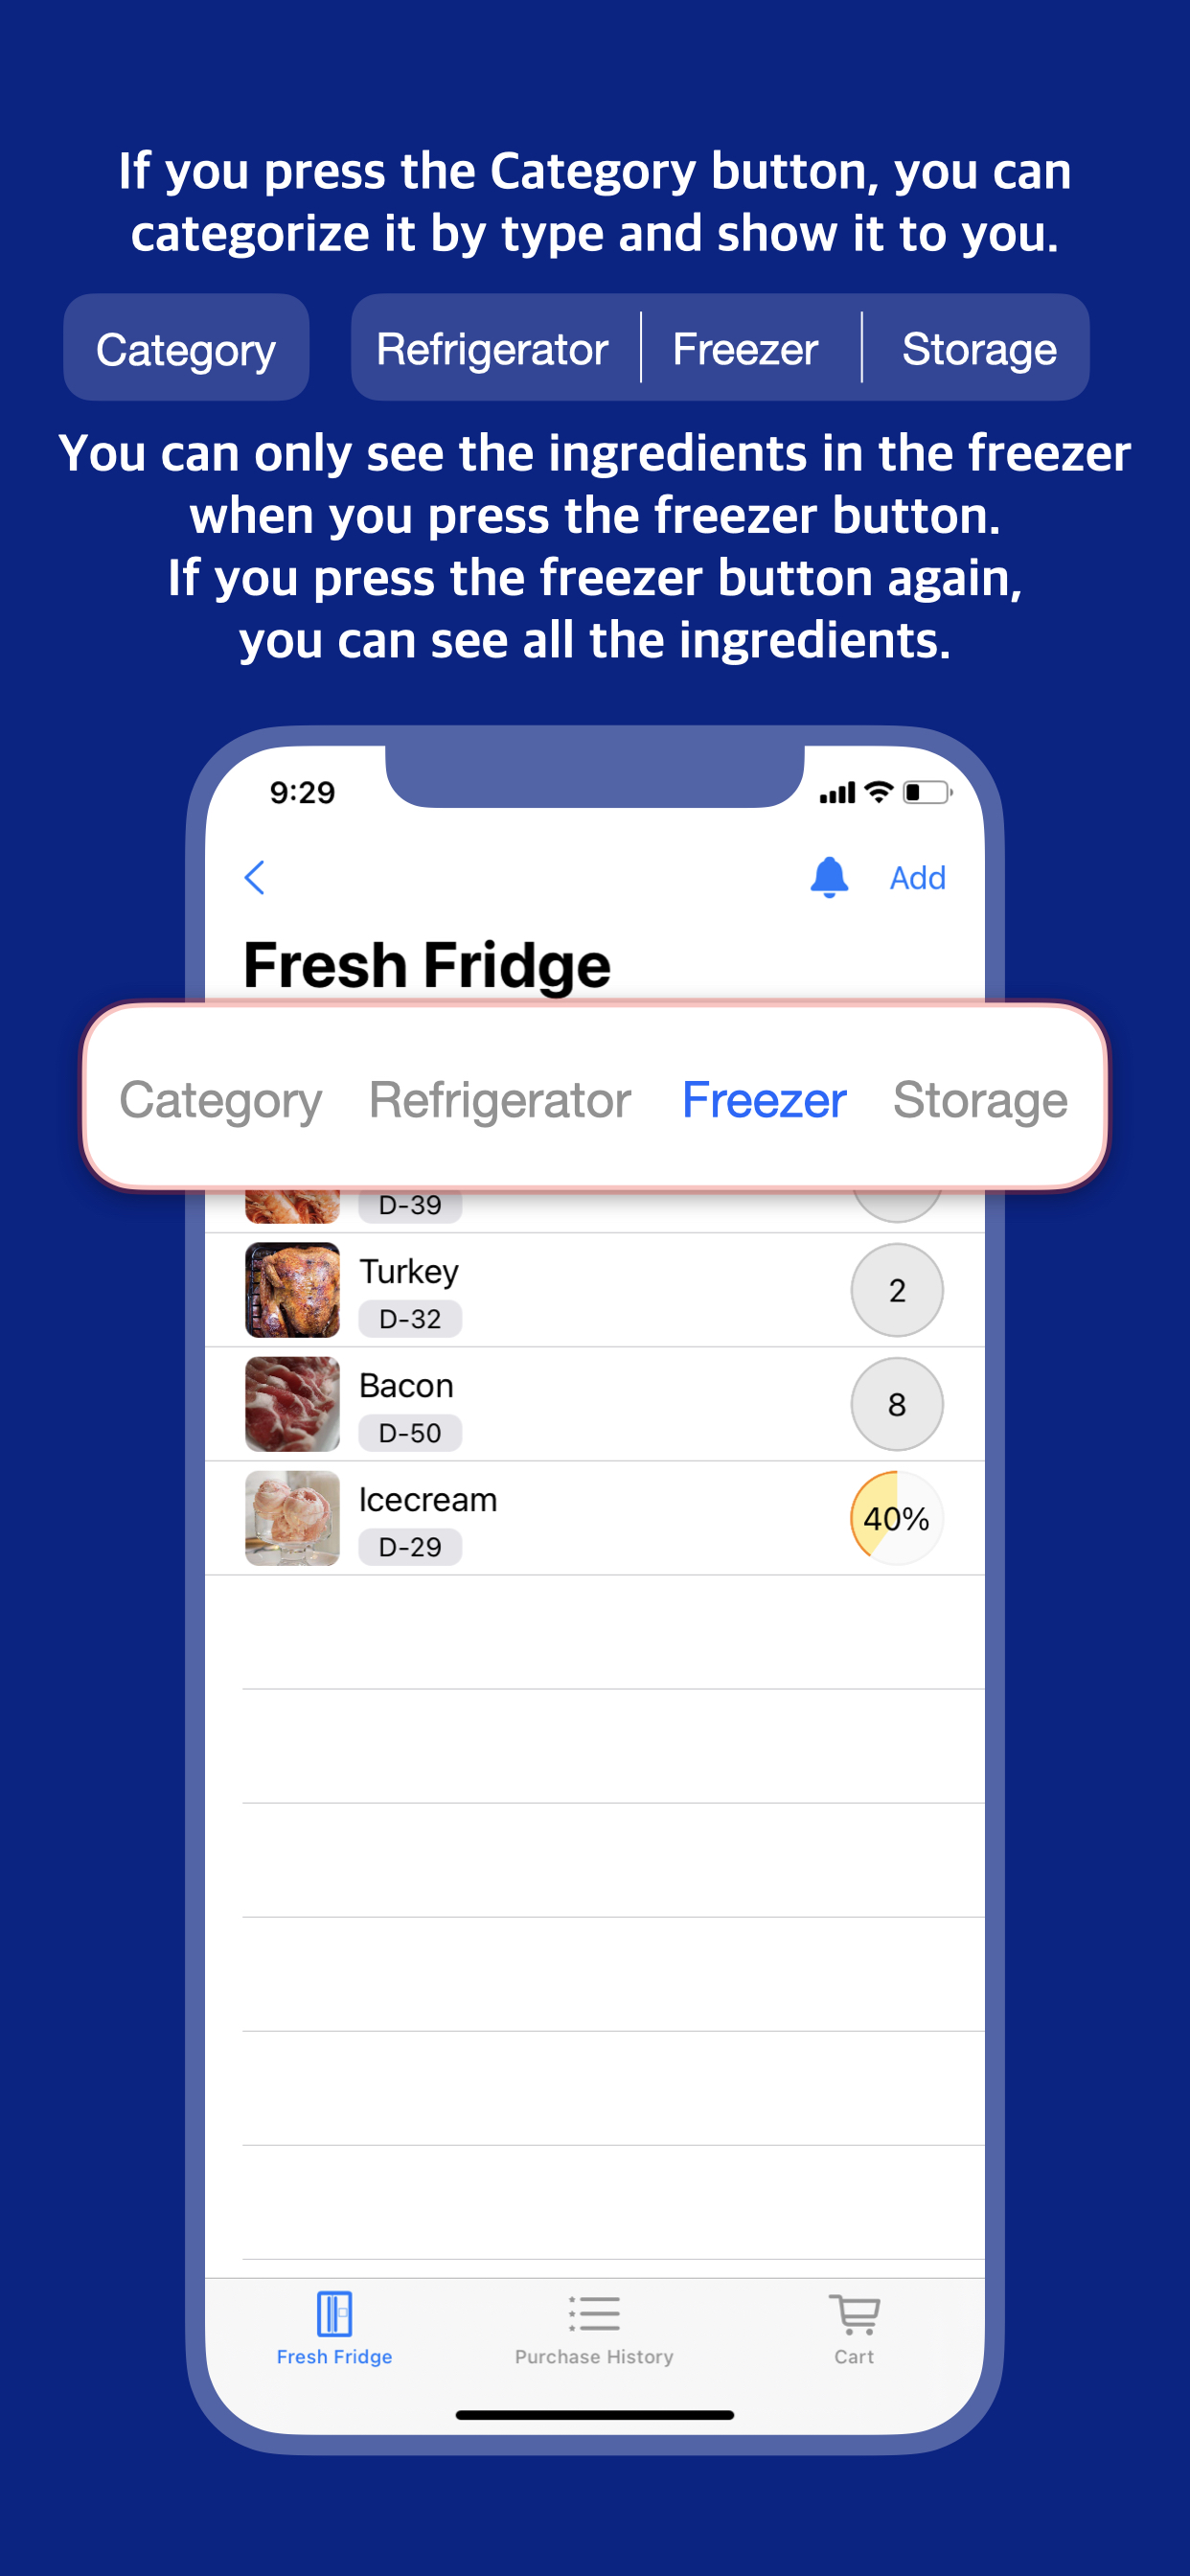 If you press the Category button, you can
categorize it by type and show it to you.
Category Refrigerator Freezer Storage
You can only see the ingredients in the freezer
when you press the freezer button.
If you press the freezer button again,
you can see all the ingredients.
9:29
Add
Fresh Fridge
Category Refrigerator Freezer Storage
D-39
Turkey
D-32
2
Bacon
D-50
8
Icecream
D-29
40%
Fresh Fridge Purchase History Cart